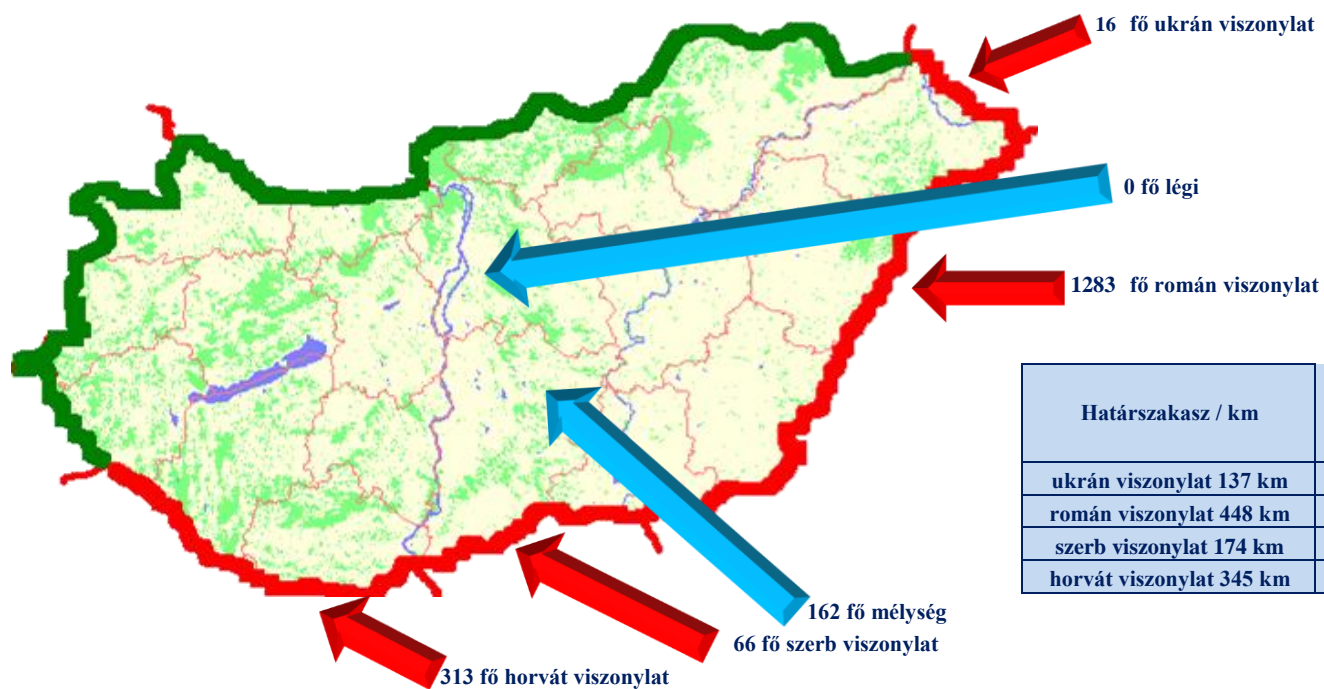 16 fő ukrán viszonylat
0 fő légi
1283 fő román viszonylat
Határszakasz / km
ukrán viszonylat 137 km
román viszonylat 448 km
szerb viszonylat 174 km
horvát viszonylat 345 km
162 fő mélység
66 fő szerb viszonylat
313 fő horvát viszonylat